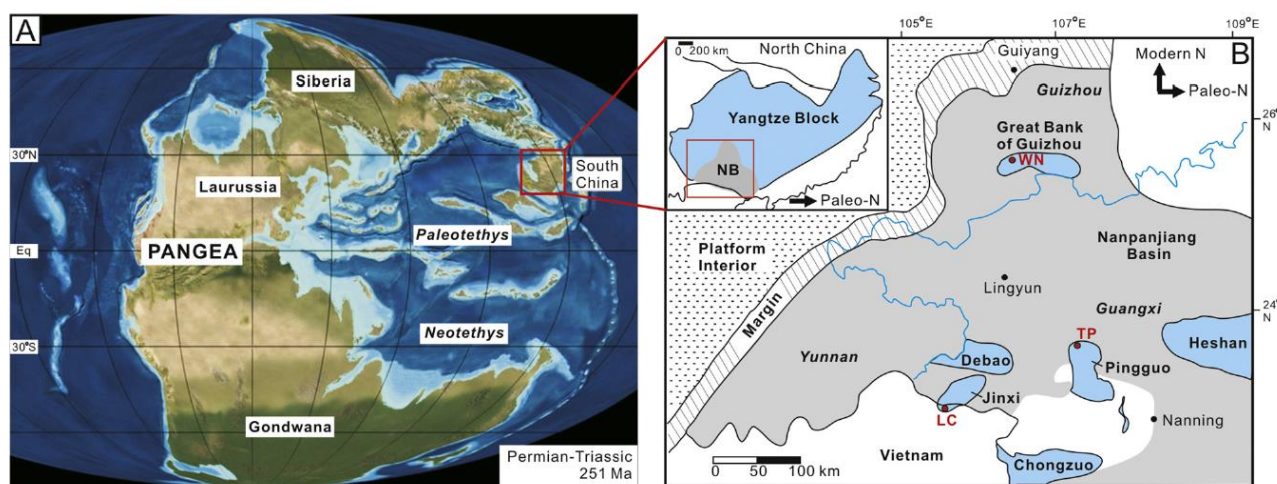 A
Siberia
30°N
Laurussia
South
China
PANGEA
Paleotethys
Eq
Neotethys
30°S
Gondwana
Permian-Triassic
251 Ma
105°E
107°E
109°E
B
0 200 km
North China
Yangtze Block
NB
Paleo-N
Guiyang
Modern N
Paleo-N
Guizhou
26°
N
Great Bank
of Guizhou
WN
Platform
Interior
Nanpanjiang
Basin
Margin
Lingyun
Guangxi
24°
N
TP
Yunnan
Debao
Heshan
Pingguo
Jinxi
LC
Nanning
Vietnam
Chongzuo
0 50 100 km